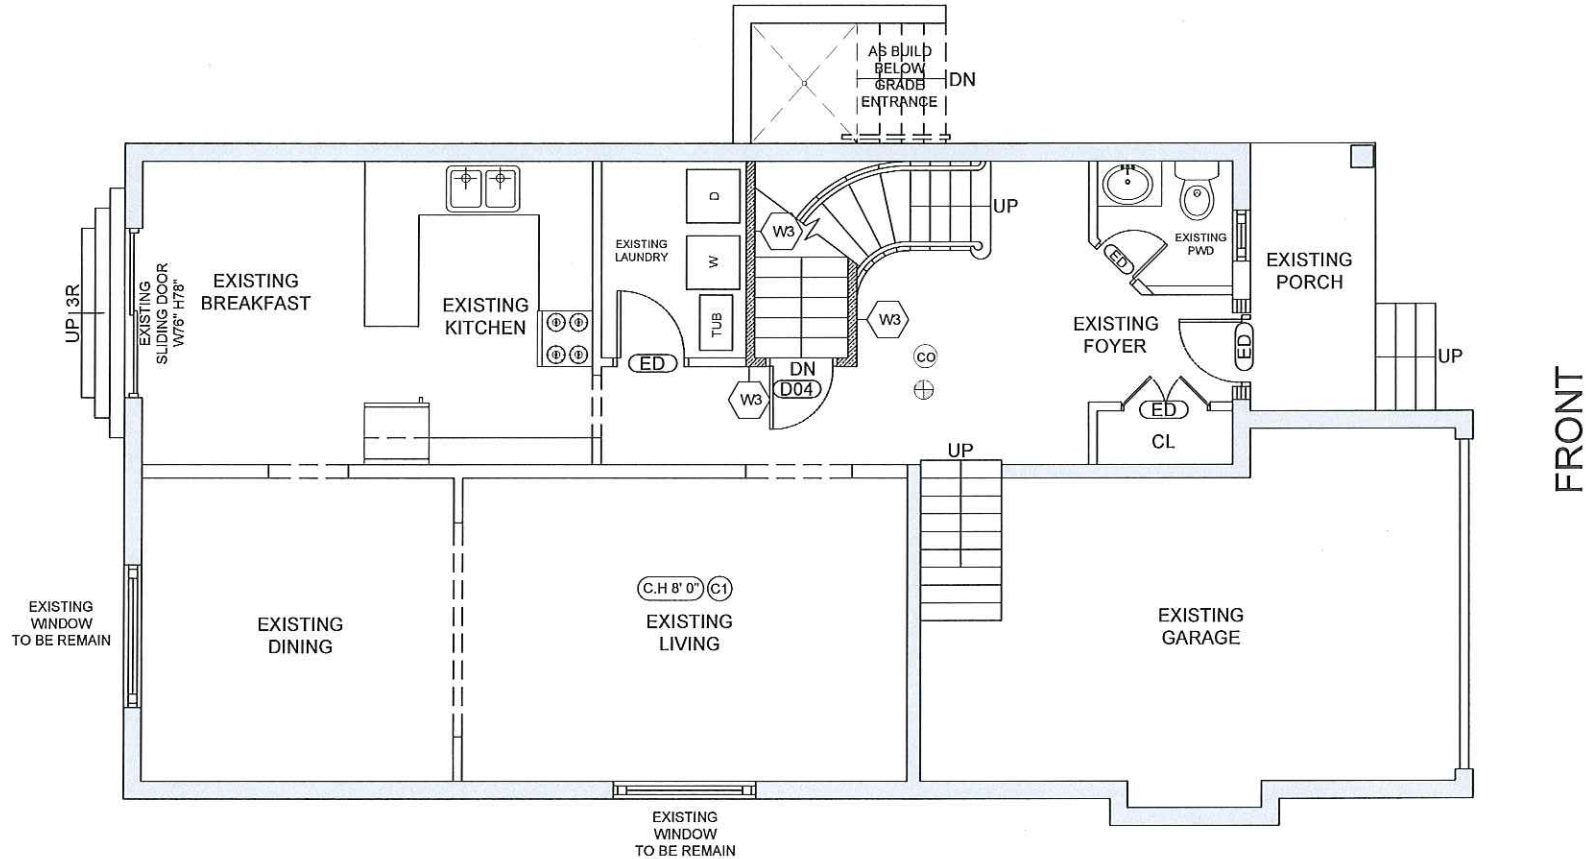 AS BUILD
BELOW
GRADE
ENTRANCE
DN
UP
W3
D
W
TUB
EXISTING
LAUNDRY
EXISTING
PWD
ED
EXISTING
PORCH
EXISTING
BREAKFAST
EXISTING
KITCHEN
UP 3R
EXISTING
SLIDING DOOR
W76" H78"
W3
EXISTING
FOYER
ED
UP
CO
ED
DN
D04
W3
ED
CL
UP
FRONT
C.H 8' 0"
C1
EXISTING
LIVING
EXISTING
DINING
EXISTING
GARAGE
EXISTING
WINDOW
TO BE REMAIN
EXISTING
WINDOW
TO BE REMAIN